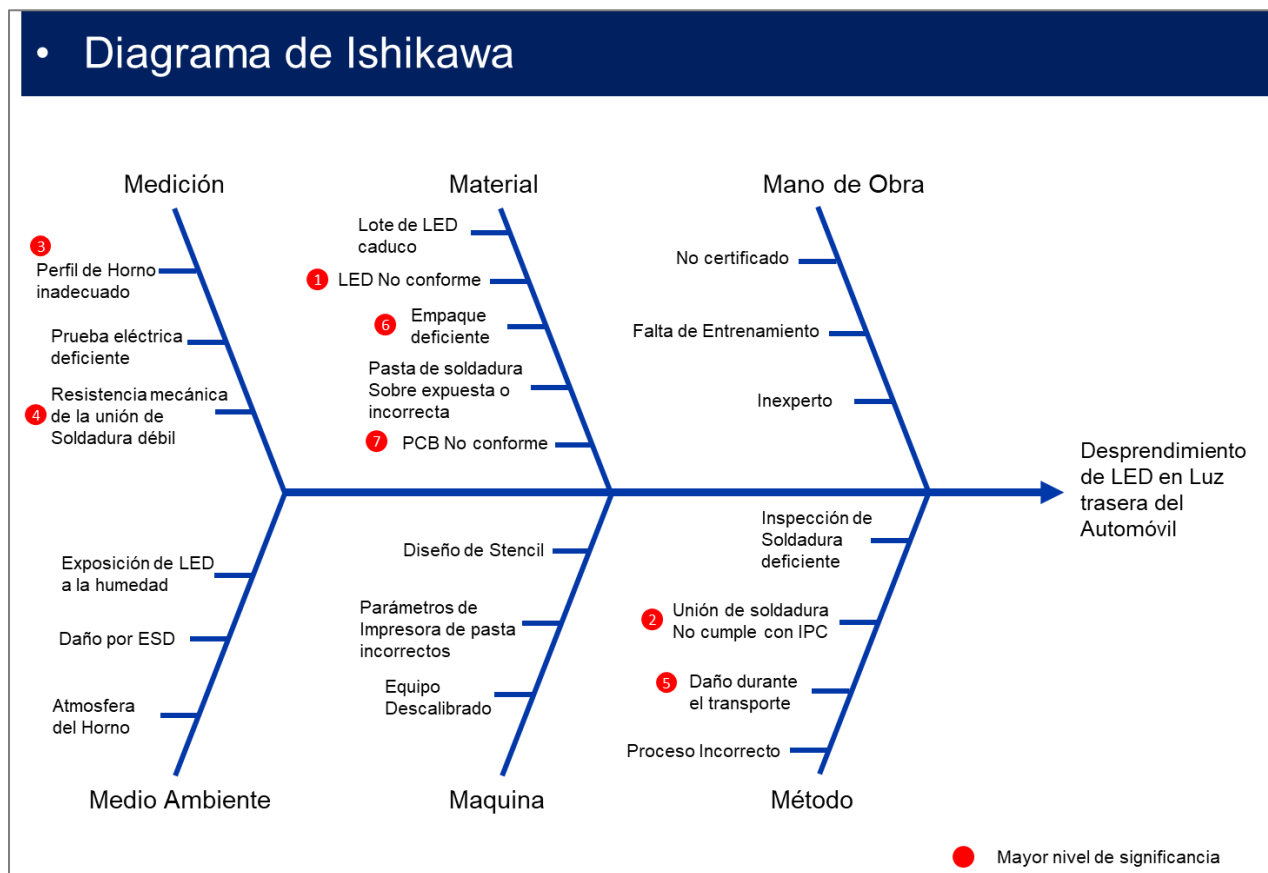 • Diagrama de Ishikawa
Medición
Material
Mano de Obra
3
Perfil de Horno
inadecuado
Prueba eléctrica
deficiente
4
Resistencia mecánica
de la unión de
Soldadura débil
Lote de LED
caduco
1 LED No conforme
6
Empaque
deficiente
Pasta de soldadura
Sobre expuesta o
incorrecta
7 PCB No conforme
No certificado
Falta de Entrenamiento
Inexperto
Desprendimiento
de LED en Luz
trasera del
Automóvil
Exposición de LED
a la humedad
Daño por ESD
Atmosfera
del Horno
Diseño de Stencil
Parámetros de
Impresora de pasta
incorrectos
Equipo
Descalibrado
Inspección de
Soldadura
deficiente
2
Unión de soldadura
No cumple con IPC
5
Daño durante
el transporte
Proceso Incorrecto
Medio Ambiente
Maquina
Método
Mayor nivel de significancia